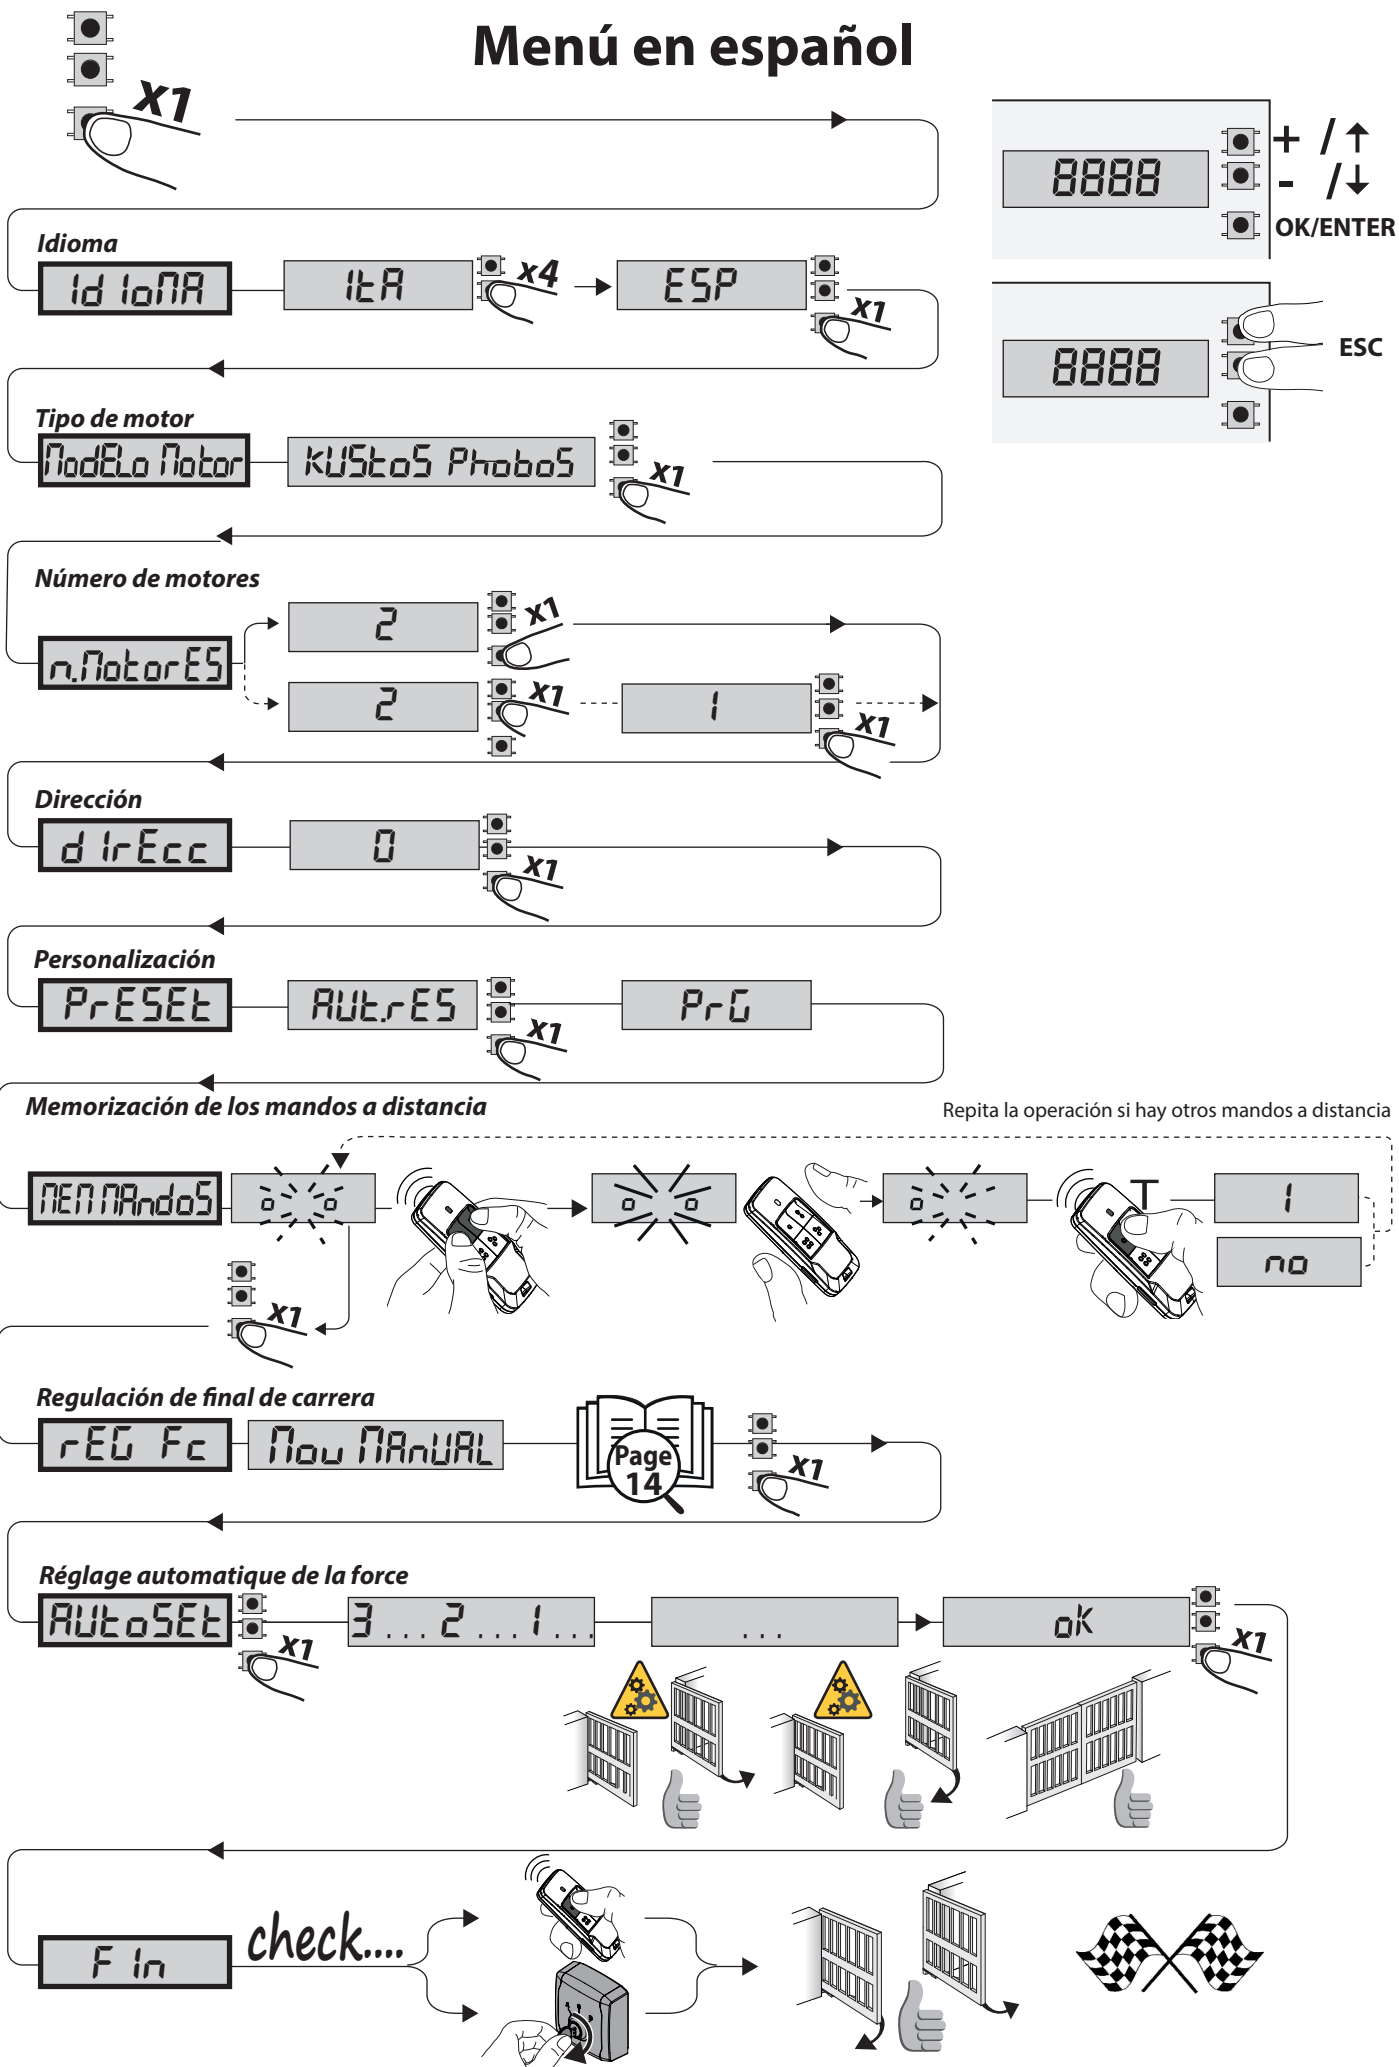 Menú en español
x1
+ /↑
- /↓
8888
OK/ENTER
8888
ESC
Idioma
IdIoMA
ItA
x4
ESP
x1
Tipo de motor
ModELo Motor
KUStoS PhoboS
x1
Número de motores
2
x1
n.MotorES
2
x1
1
x1
Dirección
dIrEcc
0
x1
Personalización
PrESEt
AUt.rES
x1
PrG
Memorización de los mandos a distancia
Repita la operación si hay otros mandos a distancia
MEM MAndoS
o o
o o
o
T
1
no
x1
Regulación de final de carrera
rEG Fc
Mov MAnUAL
Page
14
x1
Réglage automatique de la force
AUtoSEt
x1
3 ... 2 ... 1 ...
...
oK
x1
FIn
check....